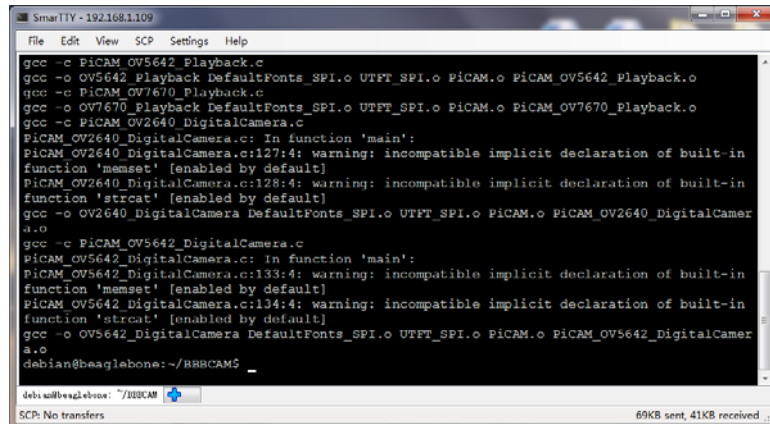 SmarTTY - 192.168.1.109
File Edit View SCP Settings Help
gcc -c PiCAM_OV5642_Playback.c
gcc -o OV5642_Playback DefaultFonts_SPI.o UTFT_SPI.o PiCAM.o PiCAM_OV5642_Playback.o
gcc -c PiCAM_OV7670_Playback.c
gcc -o OV7670_Playback DefaultFonts_SPI.o UTFT_SPI.o PiCAM.o PiCAM_OV7670_Playback.o
gcc -c PiCAM_OV2640_DigitalCamera.c
PiCAM_OV2640_DigitalCamera.c: In function 'main':
PiCAM_OV2640_DigitalCamera.c:127:4: warning: incompatible implicit declaration of built-in
function 'memset' [enabled by default]
PiCAM_OV2640_DigitalCamera.c:128:4: warning: incompatible implicit declaration of built-in
function 'strcat' [enabled by default]
gcc -o OV2640_DigitalCamera DefaultFonts_SPI.o UTFT_SPI.o PiCAM.o PiCAM_OV2640_DigitalCamer
a.o
gcc -c PiCAM_OV5642_DigitalCamera.c
PiCAM_OV5642_DigitalCamera.c: In function 'main':
PiCAM_OV5642_DigitalCamera.c:133:4: warning: incompatible implicit declaration of built-in
function 'memset' [enabled by default]
PiCAM_OV5642_DigitalCamera.c:134:4: warning: incompatible implicit declaration of built-in
function 'strcat' [enabled by default]
gcc -o OV5642_DigitalCamera DefaultFonts_SPI.o UTFT_SPI.o PiCAM.o PiCAM_OV5642_DigitalCamer
a.o
debian@beaglebone:~/BBBCAM$ _
debian@beaglebone: ~/BBBCAM
SCP: No transfers 69KB sent, 41KB received